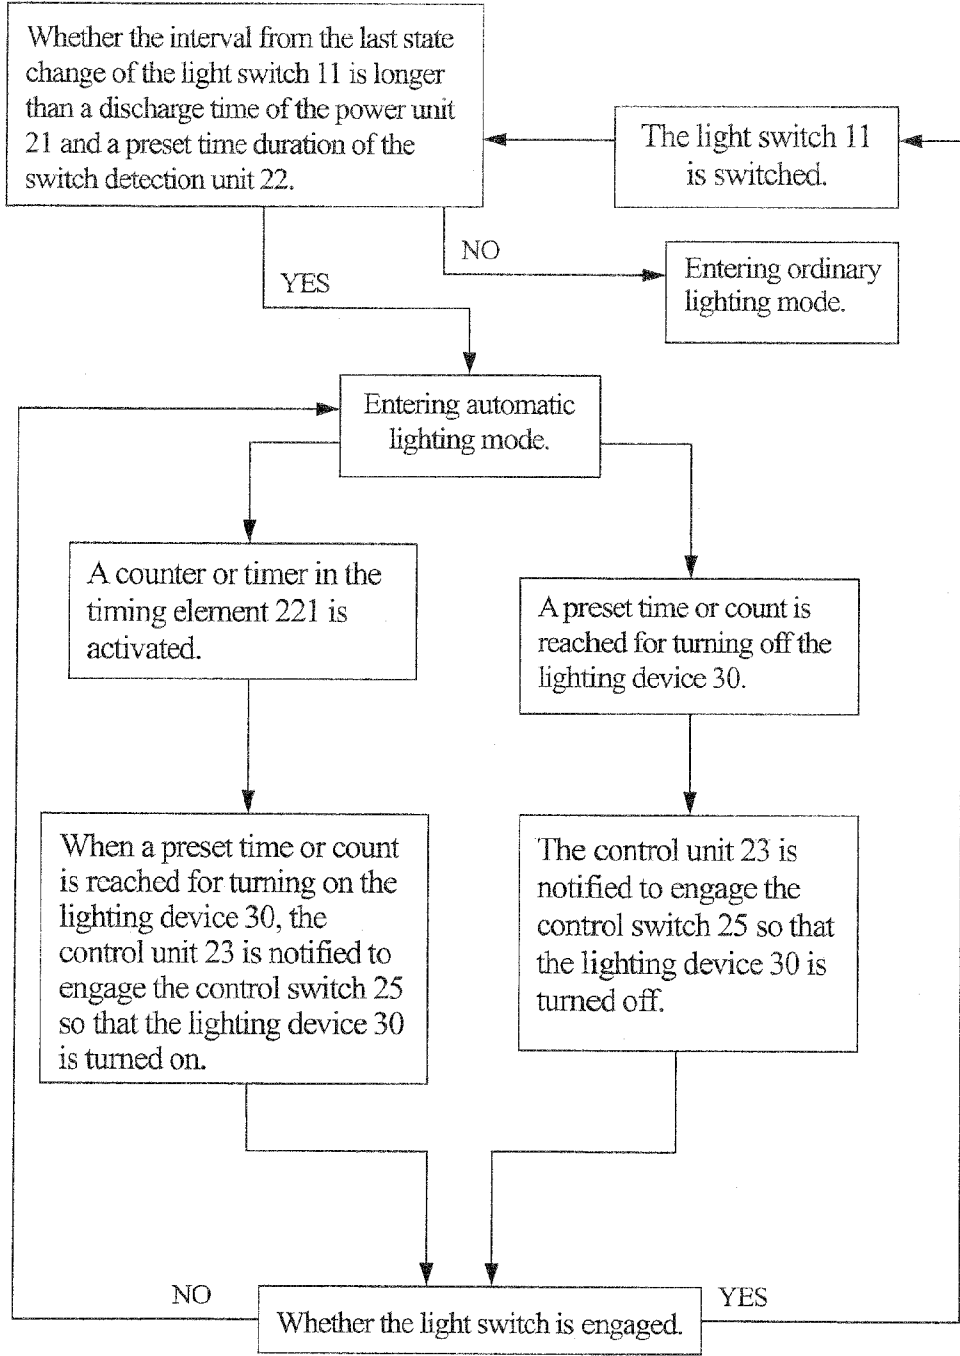 Whether the interval from the last state
change of the light switch 11 is longer
than a discharge time of the power unit
21 and a preset time duration of the
switch detection unit 22.
The light switch 11
is switched.
NO
YES
Entering ordinary
lighting mode.
Entering automatic
lighting mode.
A counter or timer in the
timing element 221 is
activated.
A preset time or count is
reached for turning off the
lighting device 30.
When a preset time or count
is reached for turning on the
lighting device 30, the
control unit 23 is notified to
engage the control switch 25
so that the lighting device 30
is turned on.
The control unit 23 is
notified to engage the
control switch 25 so that
the lighting device 30 is
turned off.
NO
YES
Whether the light switch is engaged.